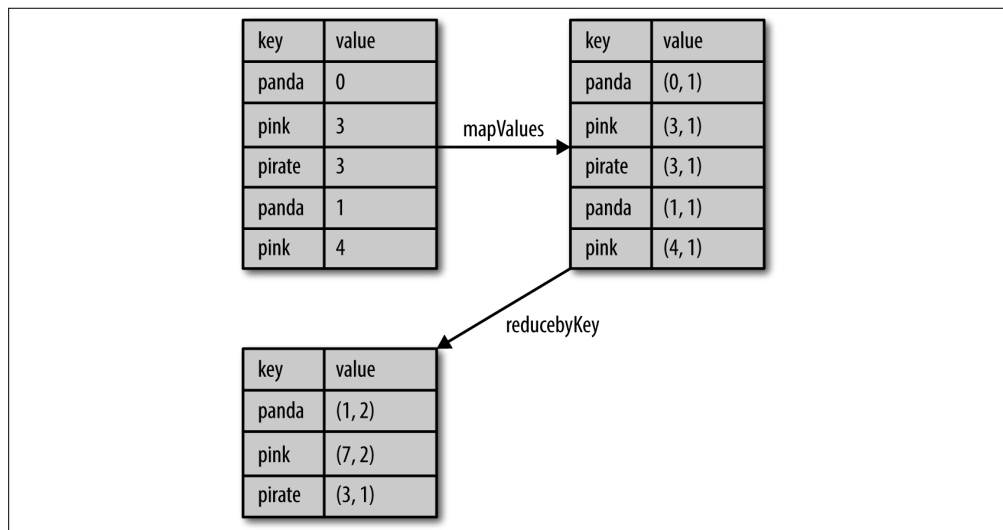 key value
panda 0
pink 3
pirate 3
panda 1
pink 4
mapValues
key value
panda (0, 1)
pink (3, 1)
pirate (3, 1)
panda (1, 1)
pink (4, 1)
reducebyKey
key value
panda (1, 2)
pink (7, 2)
pirate (3, 1)